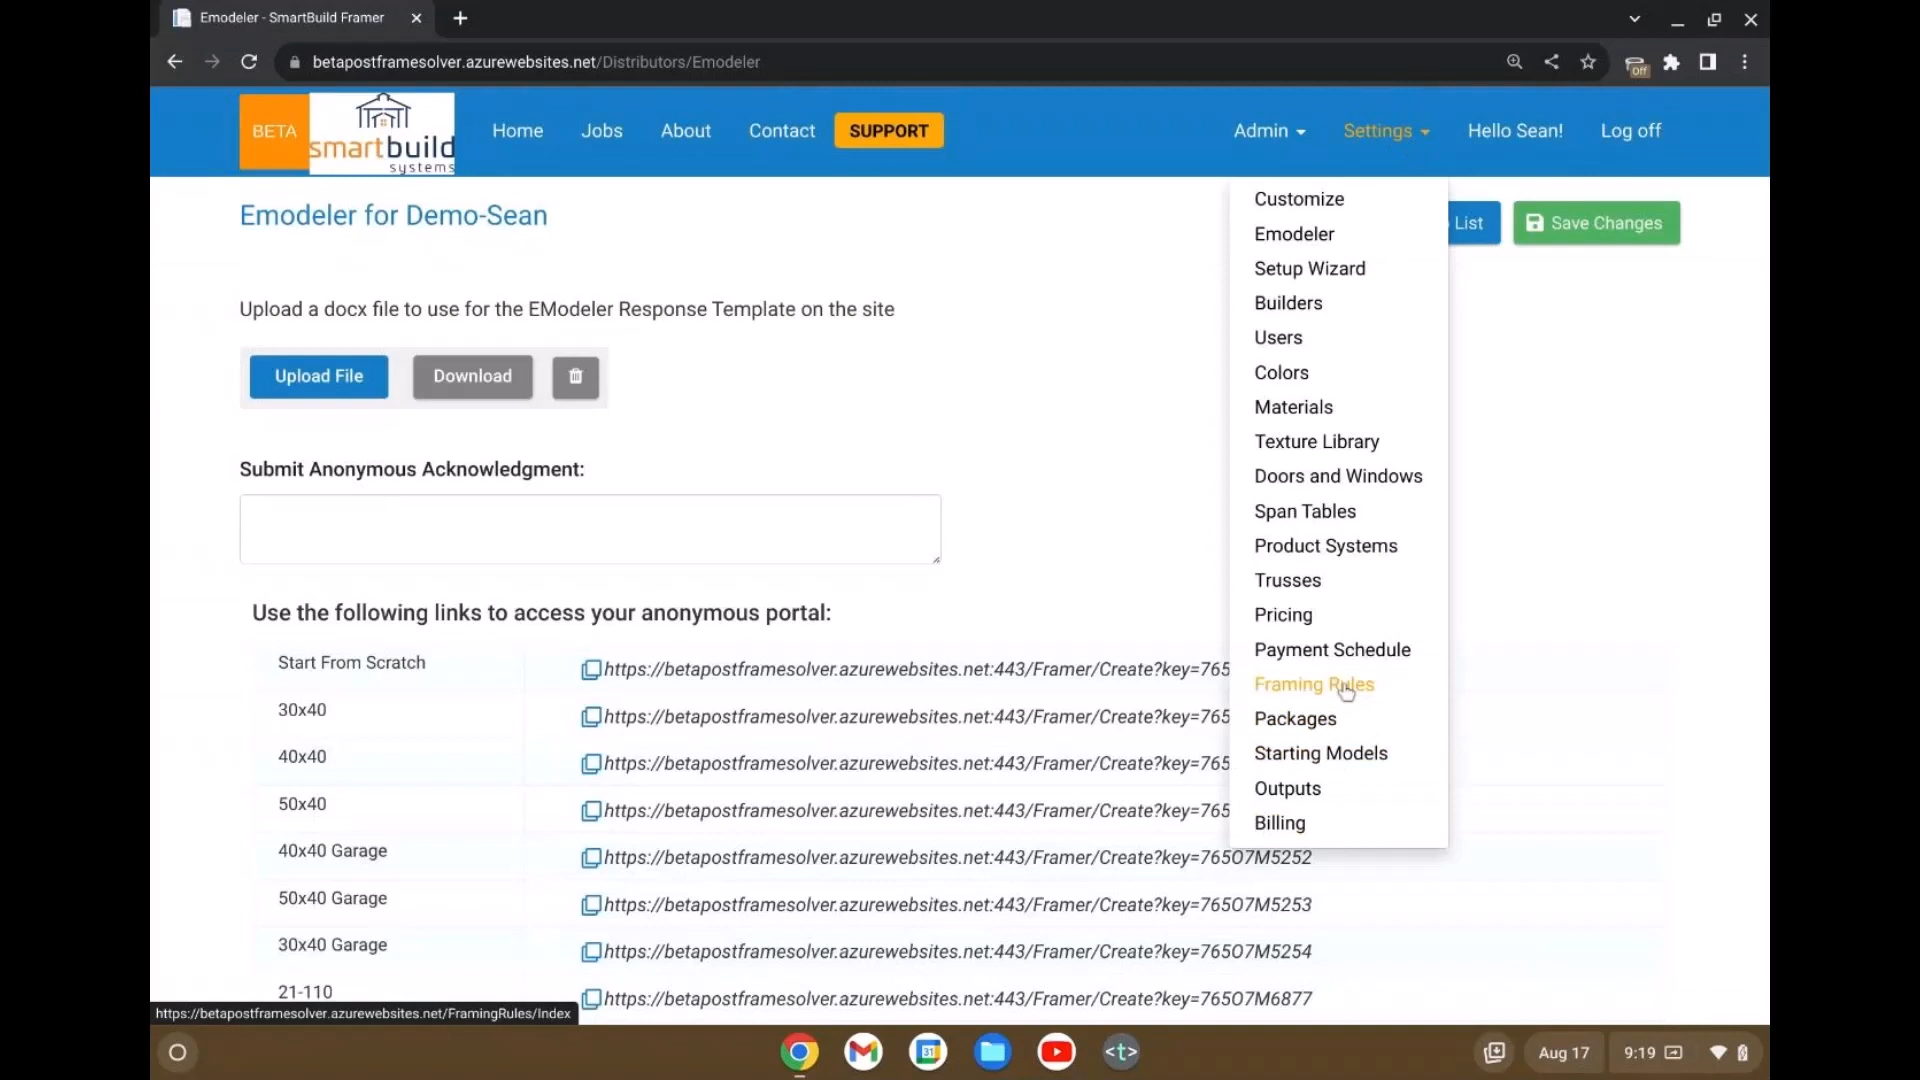 Emodeler - SmartBuild Framer
betapostframesolver.azurewebsites.net/Distributors/Emodeler
Off
BETA
smartbuild
systems
Home
Jobs
About
Contact
SUPPORT
Admin
Settings
Hello Sean!
Log off
Emodeler for Demo-Sean
List
Save Changes
Customize
Emodeler
Setup Wizard
Builders
Users
Colors
Materials
Texture Library
Doors and Windows
Span Tables
Product Systems
Trusses
Pricing
Payment Schedule
Framing Rules
Packages
Starting Models
Outputs
Billing
Upload a docx file to use for the EModeler Response Template on the site
Upload File
Download
Submit Anonymous Acknowledgment:
Use the following links to access your anonymous portal:
Start From Scratch https://betapostframesolver.azurewebsites.net:443/Framer/Create?key=765
30x40 https://betapostframesolver.azurewebsites.net:443/Framer/Create?key=765
40x40 https://betapostframesolver.azurewebsites.net:443/Framer/Create?key=765
50x40 https://betapostframesolver.azurewebsites.net:443/Framer/Create?key=765
40x40 Garage https://betapostframesolver.azurewebsites.net:443/Framer/Create?key=765O7M5252
50x40 Garage https://betapostframesolver.azurewebsites.net:443/Framer/Create?key=765O7M5253
30x40 Garage https://betapostframesolver.azurewebsites.net:443/Framer/Create?key=765O7M5254
21-110 https://betapostframesolver.azurewebsites.net:443/Framer/Create?key=765O7M6877
https://betapostframesolver.azurewebsites.net/FramingRules/Index
31
<t>
Aug 17
9:19